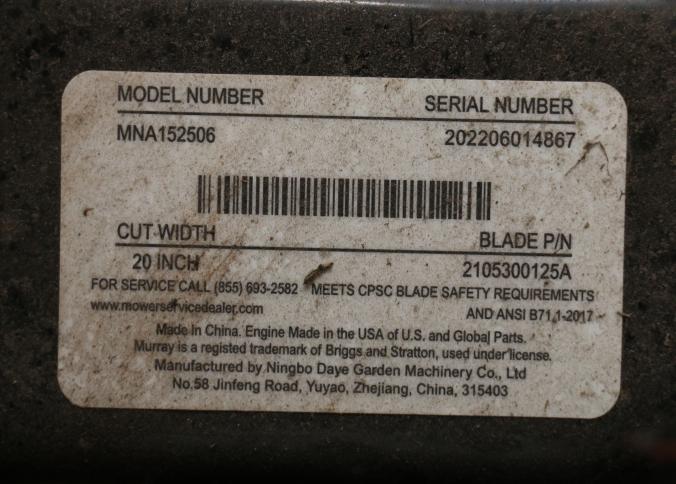 MODEL NUMBER SERIAL NUMBER
MNA152506 202206014867
CUT WIDTH BLADE P/N
20 INCH 2105300125A
FOR SERVICE CALL (855) 693-2582 MEETS CPSC BLADE SAFETY REQUIREMENTS
www.mowerservicedealer.com AND ANSI B71.1-2017
Made In China. Engine Made in the USA of U.S. and Global Parts.
Murray is a registed trademark of Briggs and Stratton, used under license.
Manufactured by Ningbo Daye Garden Machinery Co., Ltd
No.58 Jinfeng Road, Yuyao, Zhejiang, China, 315403